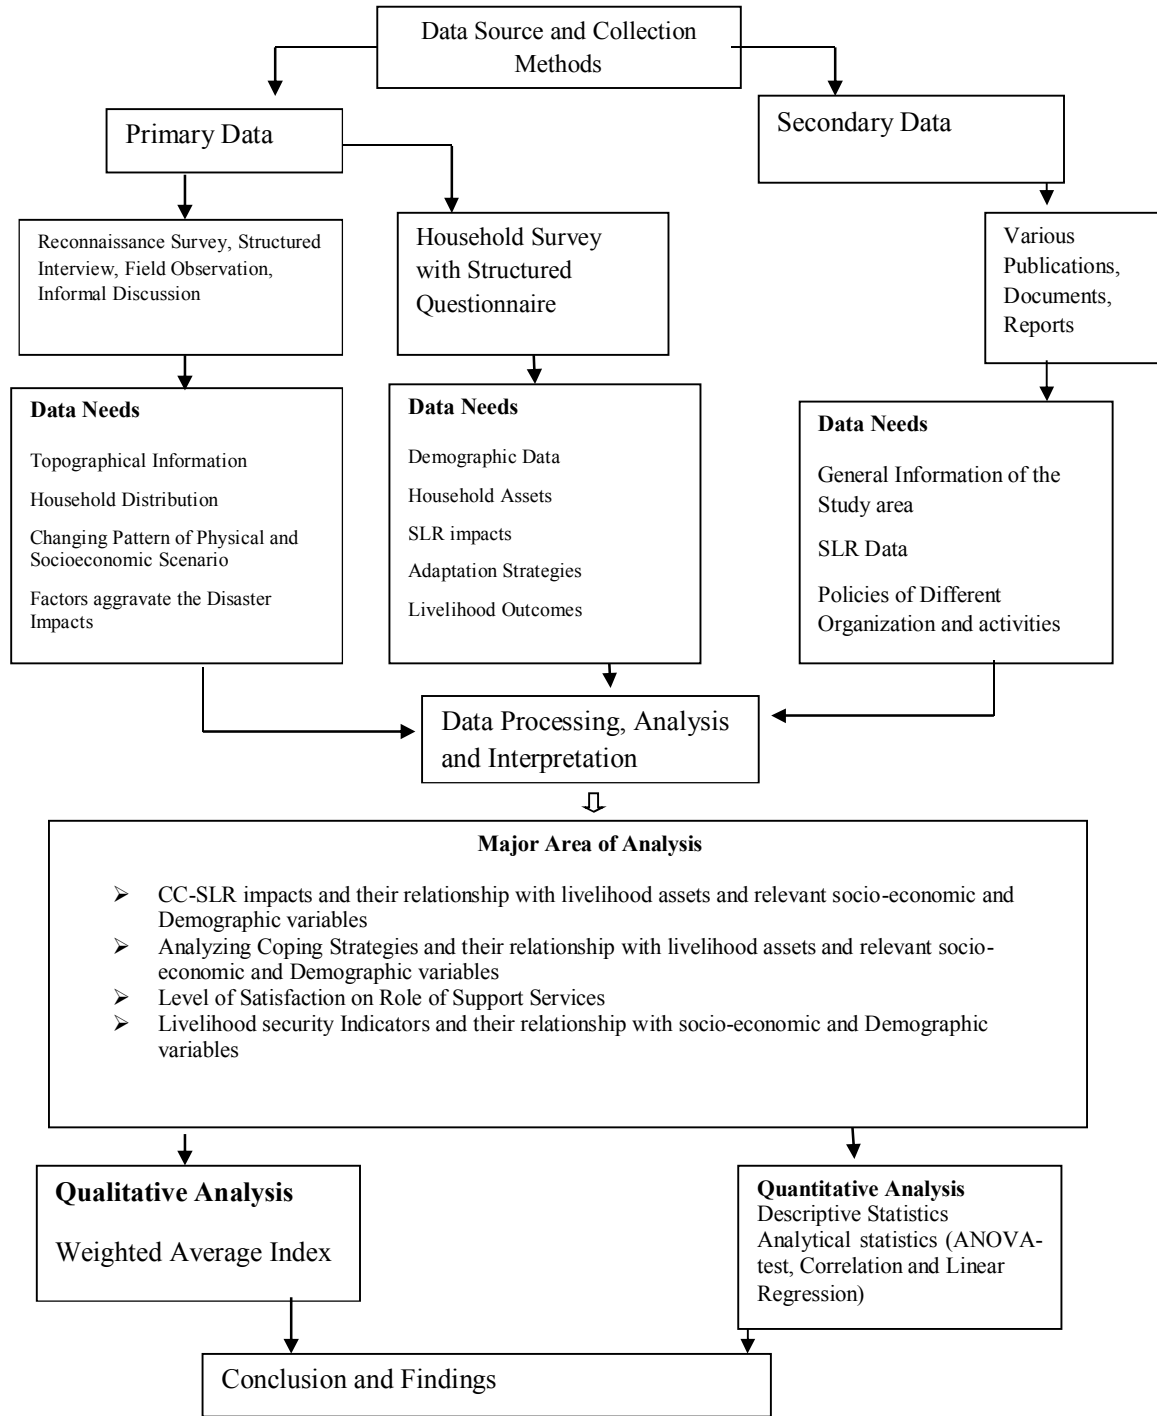 Data Source and Collection
Methods
Primary Data
Secondary Data
Reconnaissance Survey, Structured
Interview, Field Observation,
Informal Discussion
Household Survey
with Structured
Questionnaire
Various
Publications,
Documents,
Reports
Data Needs
Topographical Information
Household Distribution
Changing Pattern of Physical and
Socioeconomic Scenario
Factors aggravate the Disaster
Impacts
Data Needs
Demographic Data
Household Assets
SLR impacts
Adaptation Strategies
Livelihood Outcomes
Data Needs
General Information of the
Study area
SLR Data
Policies of Different
Organization and activities
Data Processing, Analysis
and Interpretation
Major Area of Analysis
➤ CC-SLR impacts and their relationship with livelihood assets and relevant socio-economic and
Demographic variables
➤ Analyzing Coping Strategies and their relationship with livelihood assets and relevant socio-
economic and Demographic variables
➤ Level of Satisfaction on Role of Support Services
➤ Livelihood security Indicators and their relationship with socio-economic and Demographic
variables
Qualitative Analysis
Weighted Average Index
Quantitative Analysis
Descriptive Statistics
Analytical statistics (ANOVA-
test, Correlation and Linear
Regression)
Conclusion and Findings